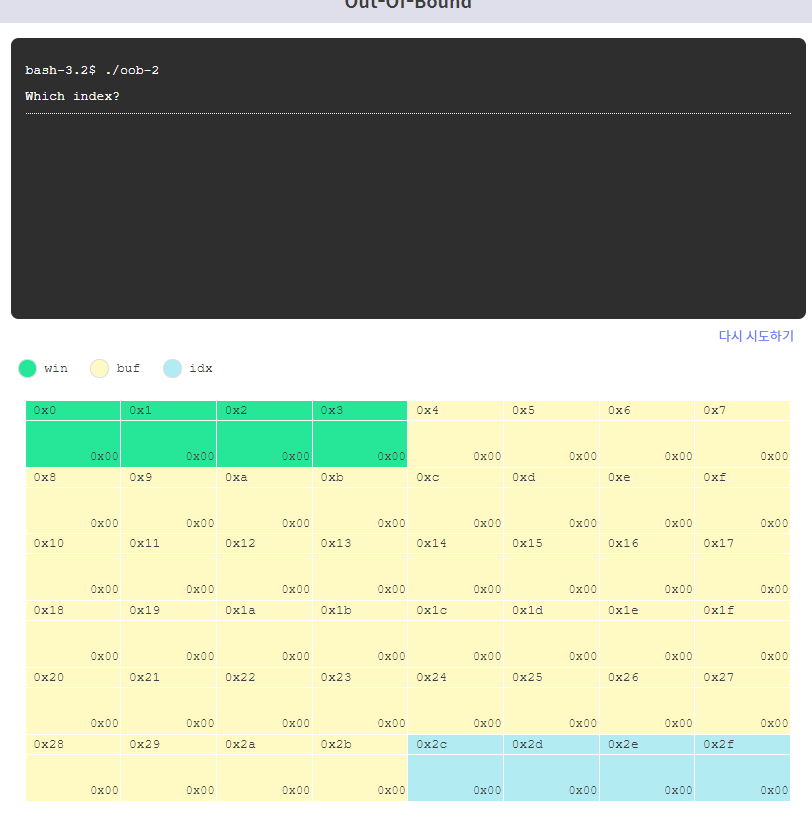 Out-Of-Bound
bash-3.2$ ./oob-2
Which index?
다시 시도하기
win buf idx
0x0 0x1 0x2 0x3 0x4 0x5 0x6 0x7
0x00 0x00 0x00 0x00 0x00 0x00 0x00 0x00
0x8 0x9 0xa 0xb 0xc 0xd 0xe 0xf
0x00 0x00 0x00 0x00 0x00 0x00 0x00 0x00
0x10 0x11 0x12 0x13 0x14 0x15 0x16 0x17
0x00 0x00 0x00 0x00 0x00 0x00 0x00 0x00
0x18 0x19 0x1a 0x1b 0x1c 0x1d 0x1e 0x1f
0x00 0x00 0x00 0x00 0x00 0x00 0x00 0x00
0x20 0x21 0x22 0x23 0x24 0x25 0x26 0x27
0x00 0x00 0x00 0x00 0x00 0x00 0x00 0x00
0x28 0x29 0x2a 0x2b 0x2c 0x2d 0x2e 0x2f
0x00 0x00 0x00 0x00 0x00 0x00 0x00 0x00